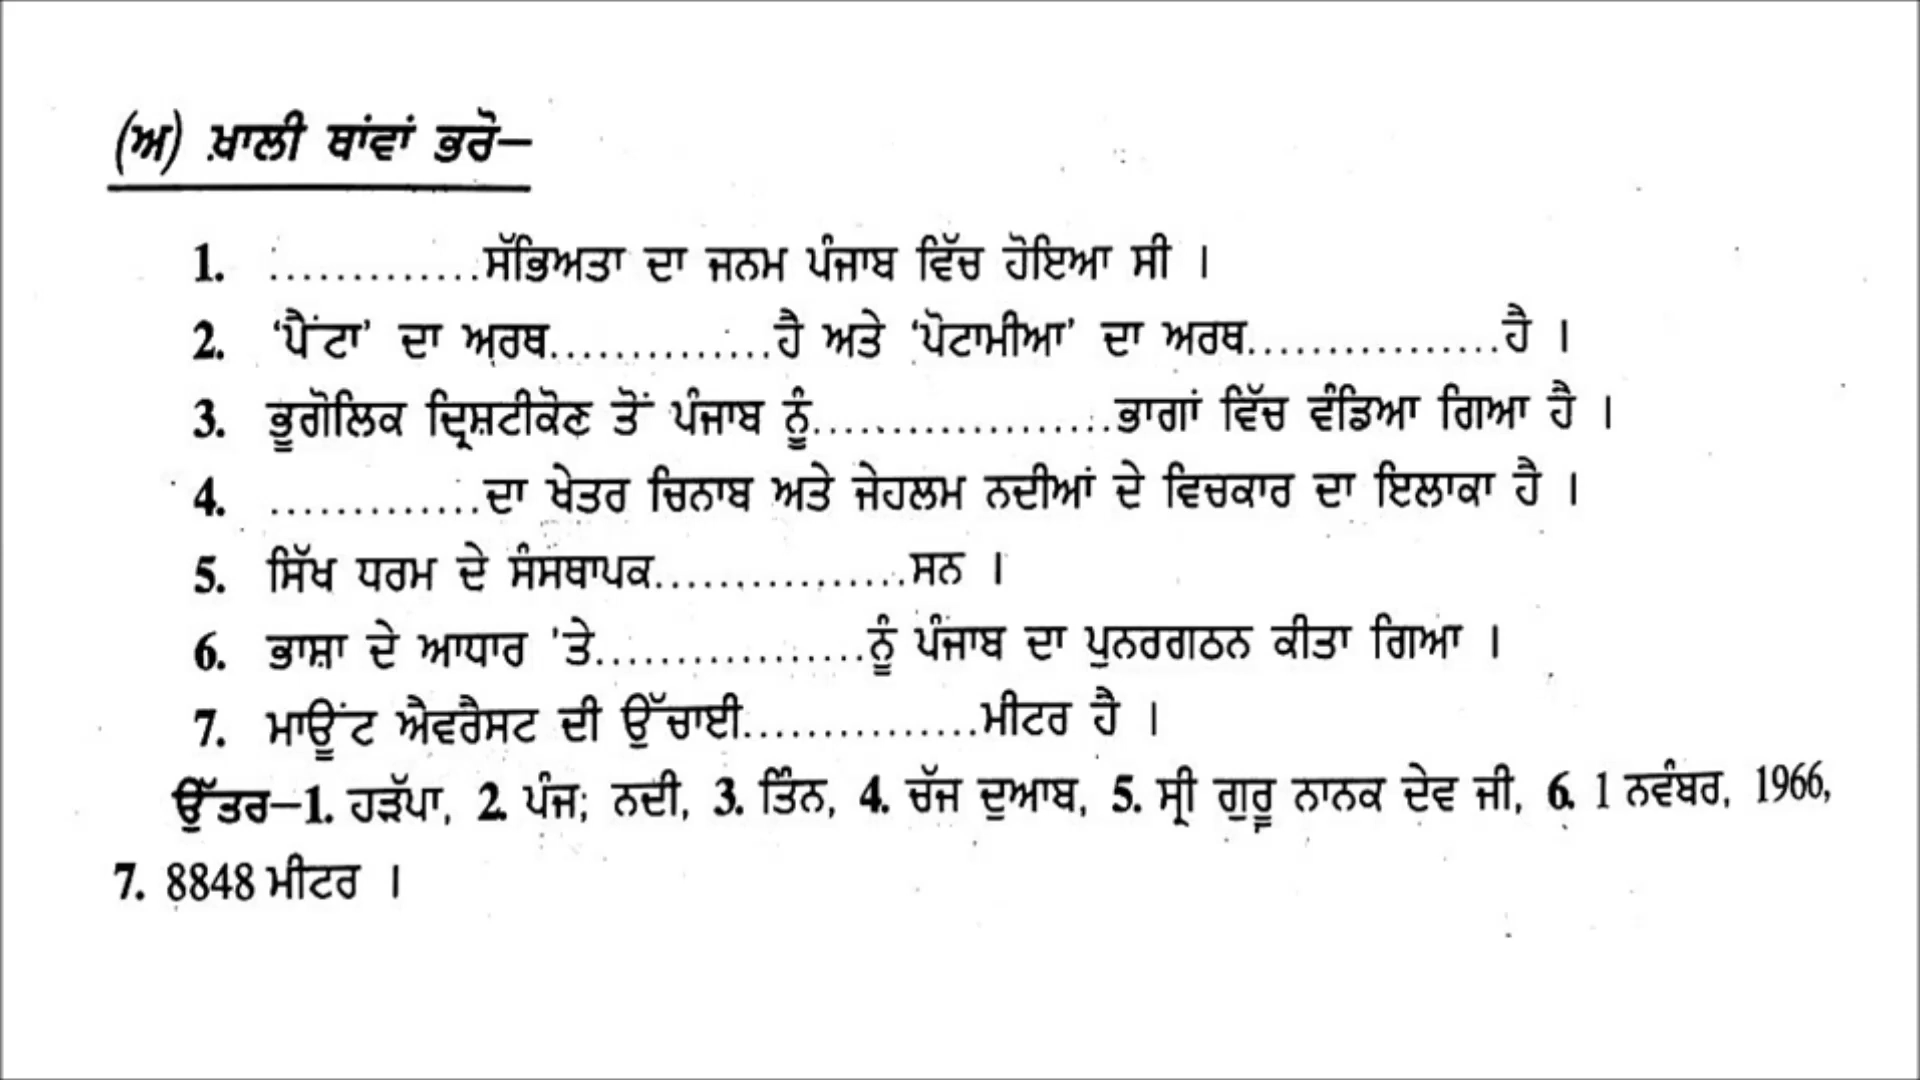 (ਅ) ਖ਼ਾਲੀ ਥਾਂਵਾਂ ਭਰੋ–
1. .............ਸੱਭਿਅਤਾ ਦਾ ਜਨਮ ਪੰਜਾਬ ਵਿੱਚ ਹੋਇਆ ਸੀ ।
2. ‘ਪੈਂਟਾ’ ਦਾ ਅਰਥ..............ਹੈ ਅਤੇ ‘ਪੋਟਾਮੀਆ’ ਦਾ ਅਰਥ................ਹੈ ।
3. ਭੂਗੋਲਿਕ ਦ੍ਰਿਸ਼ਟੀਕੋਣ ਤੋਂ ਪੰਜਾਬ ਨੂੰ...................ਭਾਗਾਂ ਵਿੱਚ ਵੰਡਿਆ ਗਿਆ ਹੈ ।
4. .............ਦਾ ਖੇਤਰ ਚਿਨਾਬ ਅਤੇ ਜੇਹਲਮ ਨਦੀਆਂ ਦੇ ਵਿਚਕਾਰ ਦਾ ਇਲਾਕਾ ਹੈ ।
5. ਸਿੱਖ ਧਰਮ ਦੇ ਸੰਸਥਾਪਕ................ਸਨ ।
6. ਭਾਸ਼ਾ ਦੇ ਆਧਾਰ 'ਤੇ.................ਨੂੰ ਪੰਜਾਬ ਦਾ ਪੁਨਰਗਠਨ ਕੀਤਾ ਗਿਆ ।
7. ਮਾਊਂਟ ਐਵਰੈਸਟ ਦੀ ਉੱਚਾਈ...............ਮੀਟਰ ਹੈ ।
ਉੱਤਰ–1. ਹੜੱਪਾ, 2. ਪੰਜ; ਨਦੀ, 3. ਤਿੰਨ, 4. ਚੱਜ ਦੁਆਬ, 5. ਸ੍ਰੀ ਗੁਰੂ ਨਾਨਕ ਦੇਵ ਜੀ, 6. 1 ਨਵੰਬਰ, 1966,
7. 8848 ਮੀਟਰ ।